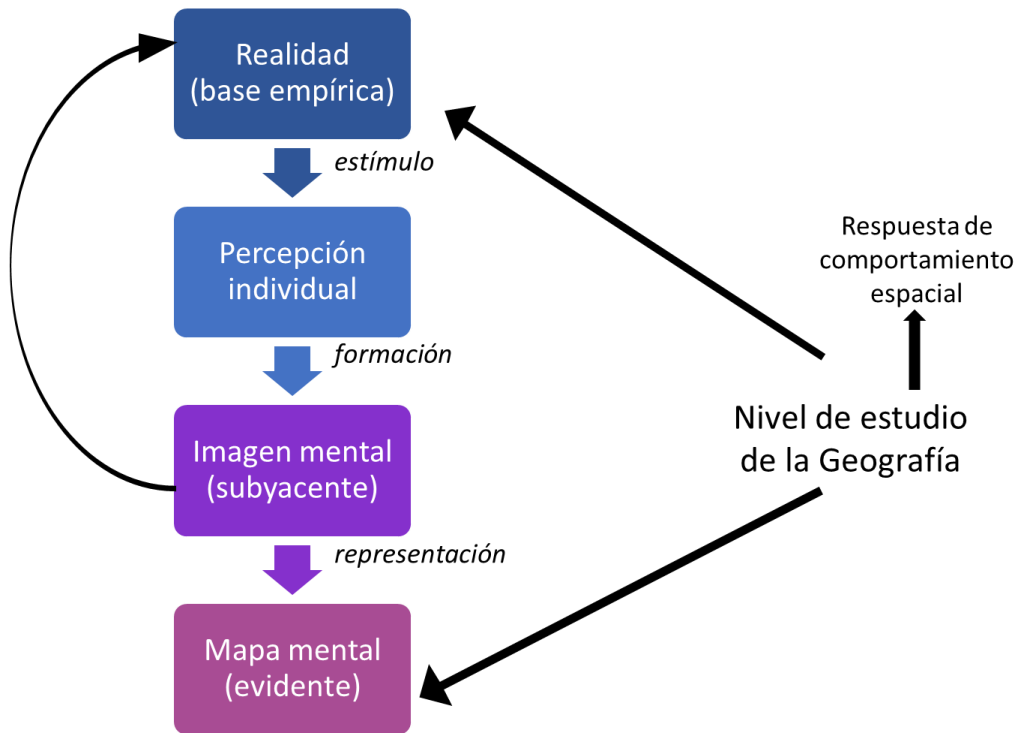 Realidad
(base empírica)
estímulo
Percepción
individual
formación
Imagen mental
(subyacente)
representación
Mapa mental
(evidente)
Respuesta de
comportamiento
espacial
Nivel de estudio
de la Geografía